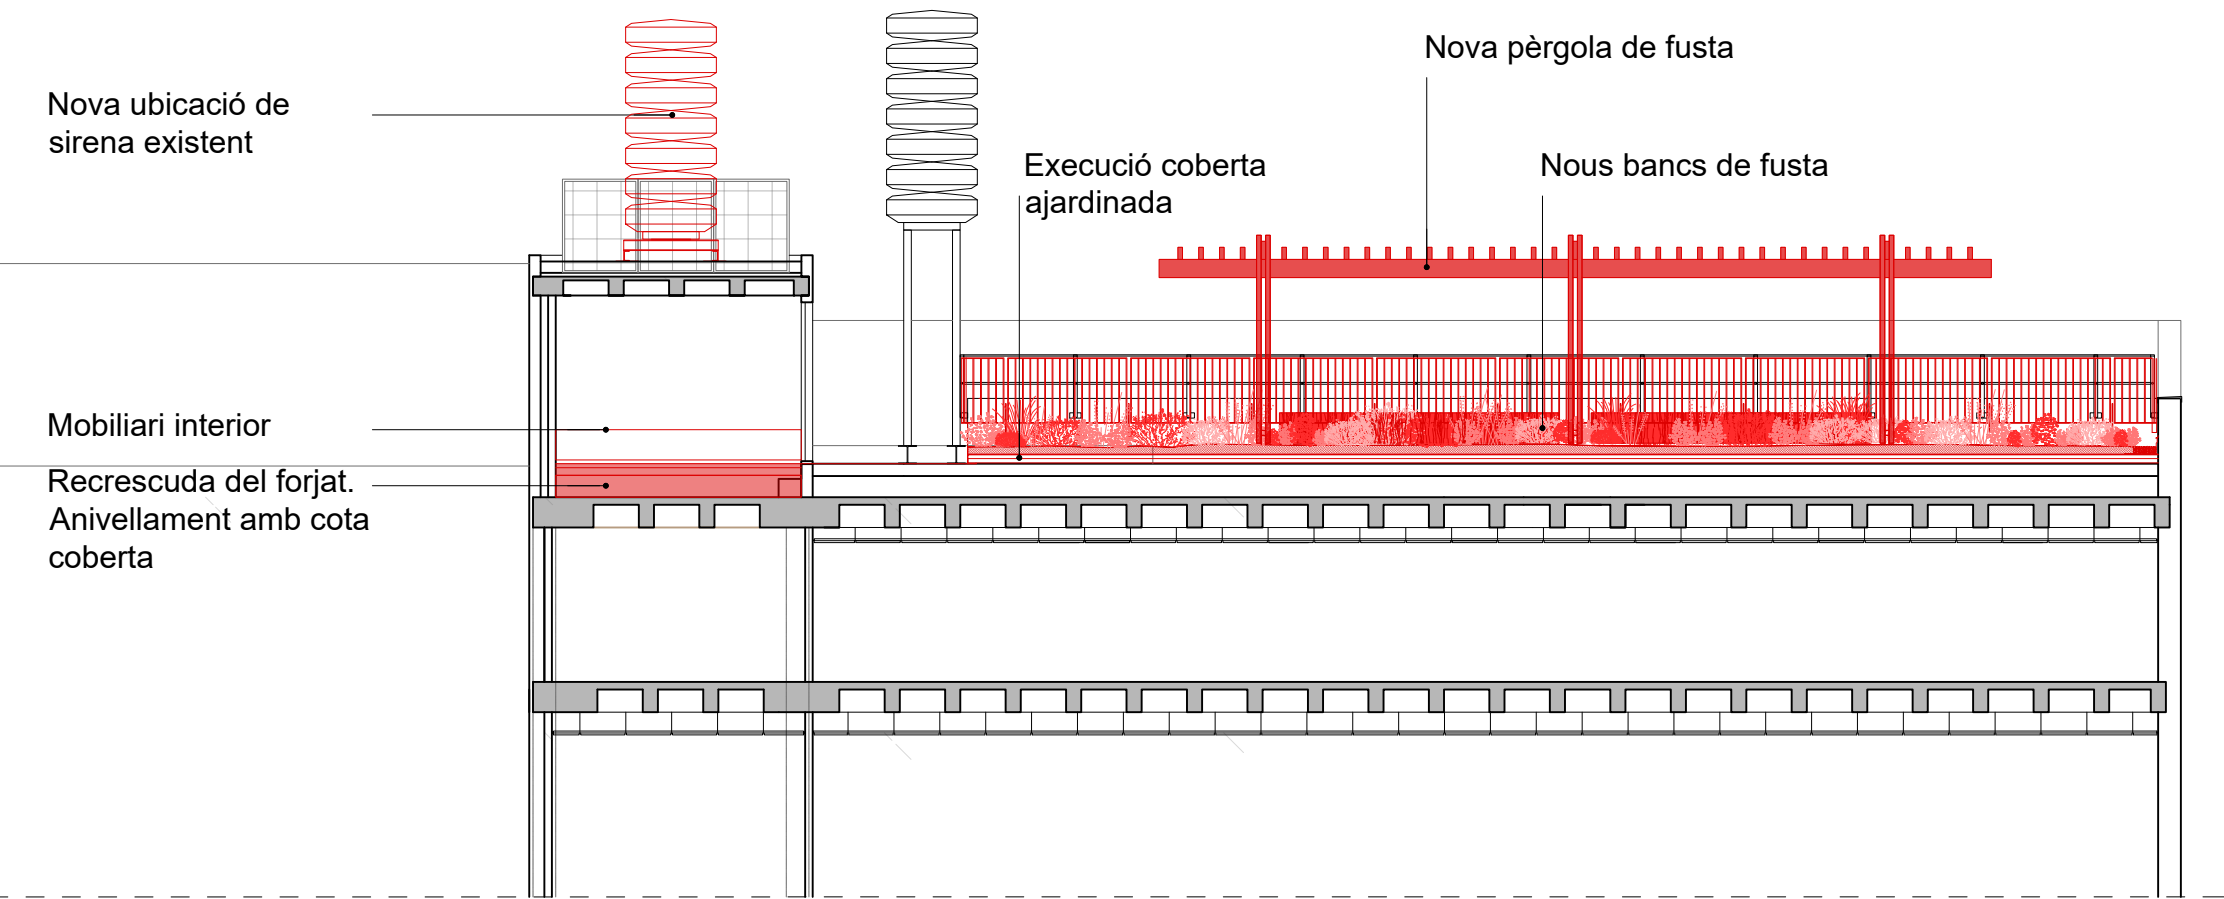 Nova ubicació de
sirena existent
Nova pèrgola de fusta
Execució coberta
ajardinada
Nous bancs de fusta
Mobiliari interior
Recrescuda del forjat.
Anivellament amb cota
coberta